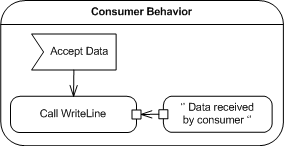 Consumer Behavior
Accept Data
Call WriteLine
“ Data received
by consumer “